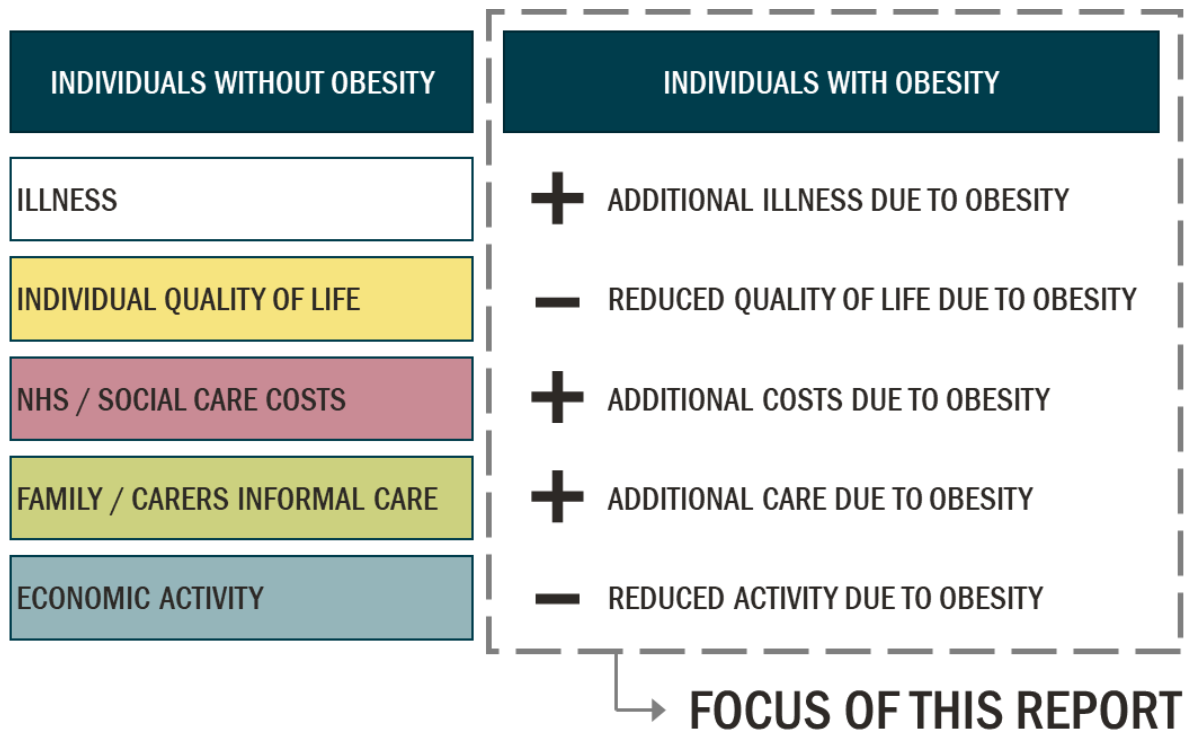 INDIVIDUALS WITHOUT OBESITY
INDIVIDUALS WITH OBESITY
ILLNESS
+ ADDITIONAL ILLNESS DUE TO OBESITY
INDIVIDUAL QUALITY OF LIFE
− REDUCED QUALITY OF LIFE DUE TO OBESITY
NHS / SOCIAL CARE COSTS
+ ADDITIONAL COSTS DUE TO OBESITY
FAMILY / CARERS INFORMAL CARE
+ ADDITIONAL CARE DUE TO OBESITY
ECONOMIC ACTIVITY
− REDUCED ACTIVITY DUE TO OBESITY
FOCUS OF THIS REPORT